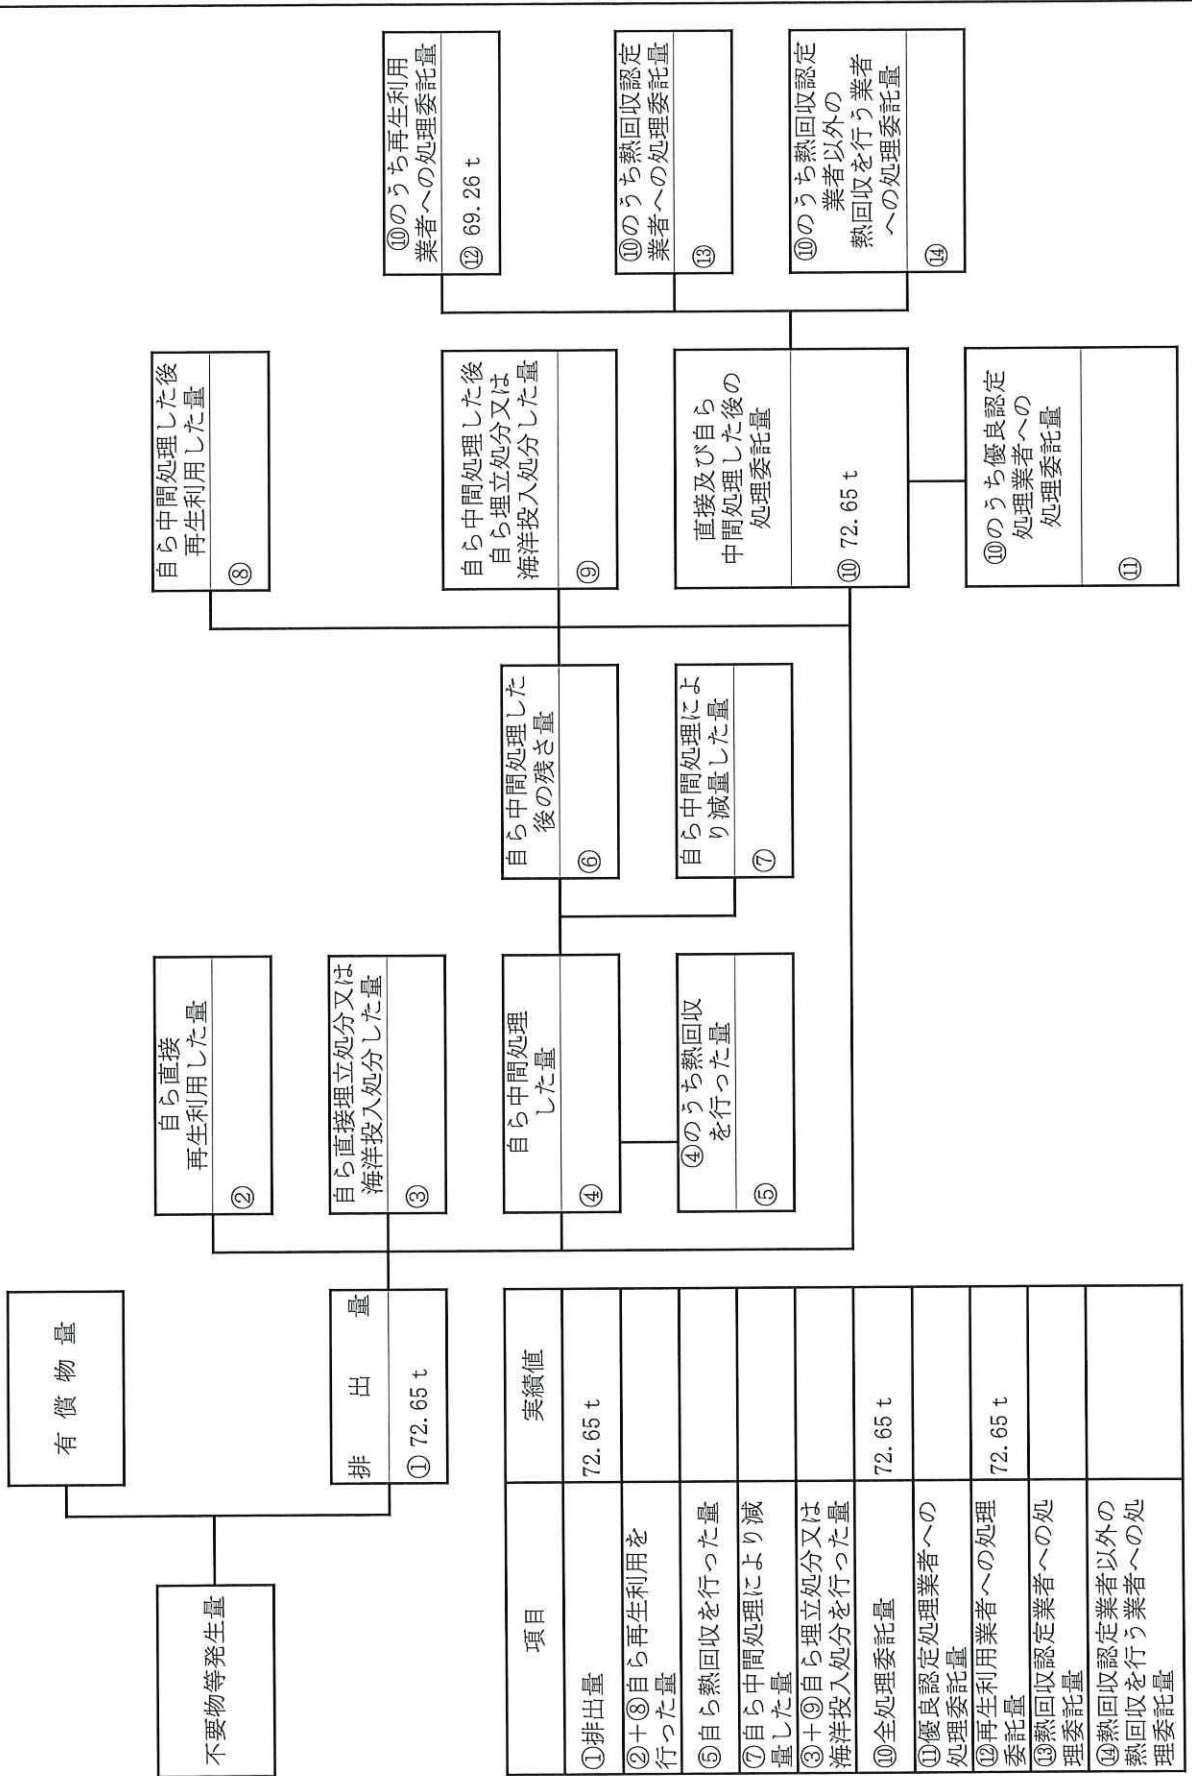 不要物等発生量
有償物量
排出量
① 72.65 t
自ら直接
再生利用した量
②
自ら直接埋立処分又は
海洋投入処分した量
③
自ら中間処理
した量
④
④のうち熱回収
を行った量
⑤
自ら中間処理した
後の残さ量
⑥
自ら中間処理によ
り減量した量
⑦
自ら中間処理した後
再生利用した量
⑧
自ら中間処理した後
自ら埋立処分又は
海洋投入処分した量
⑨
直接及び自ら
中間処理した後の
処理委託量
⑩ 72.65 t
⑩のうち優良認定
処理業者への
処理委託量
⑪
⑩のうち再生利用
業者への処理委託量
⑫ 69.26 t
⑩のうち熱回収認定
業者への処理委託量
⑬
⑩のうち熱回収認定
業者以外の
熱回収を行う業者
への処理委託量
⑭
項目 実績値
①排出量 72.65 t
②＋⑧自ら再生利用を
行った量
⑤自ら熱回収を行った量
⑦自ら中間処理により減
量した量
③＋⑨自ら埋立処分又は
海洋投入処分を行った量
⑩全処理委託量 72.65 t
⑪優良認定処理業者への
処理委託量
⑫再生利用業者への処理
委託量 72.65 t
⑬熱回収認定業者への処
理委託量
⑭熱回収認定業者以外の
熱回収を行う業者への処
理委託量